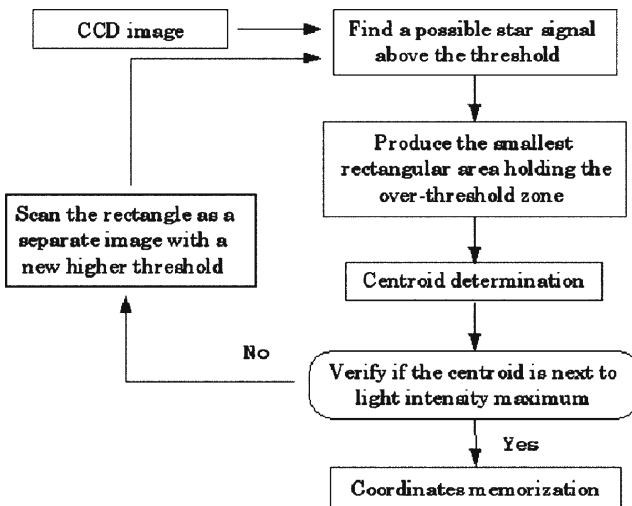 CCD image
Find a possible star signal
above the threshold
Produce the smallest
rectangular area holding the
over-threshold zone
Scan the rectangle as a
separate image with a
new higher threshold
Centroid determination
No
Verify if the centroid is next to
light intensity maximum
Yes
Coordinates memorization